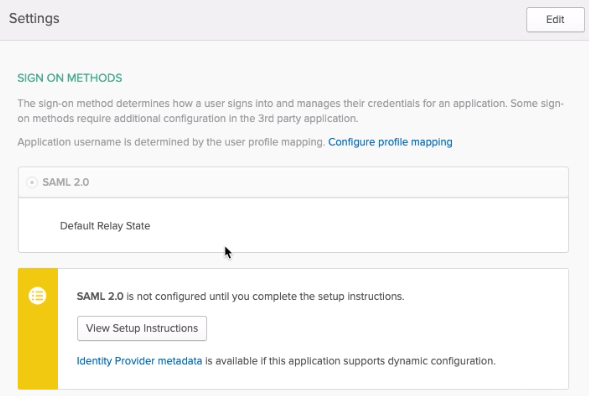 Settings
Edit
SIGN ON METHODS
The sign-on method determines how a user signs into and manages their credentials for an application. Some sign-
on methods require additional configuration in the 3rd party application.
Application username is determined by the user profile mapping. Configure profile mapping
SAML 2.0
Default Relay State
SAML 2.0 is not configured until you complete the setup instructions.
View Setup Instructions
Identity Provider metadata is available if this application supports dynamic configuration.